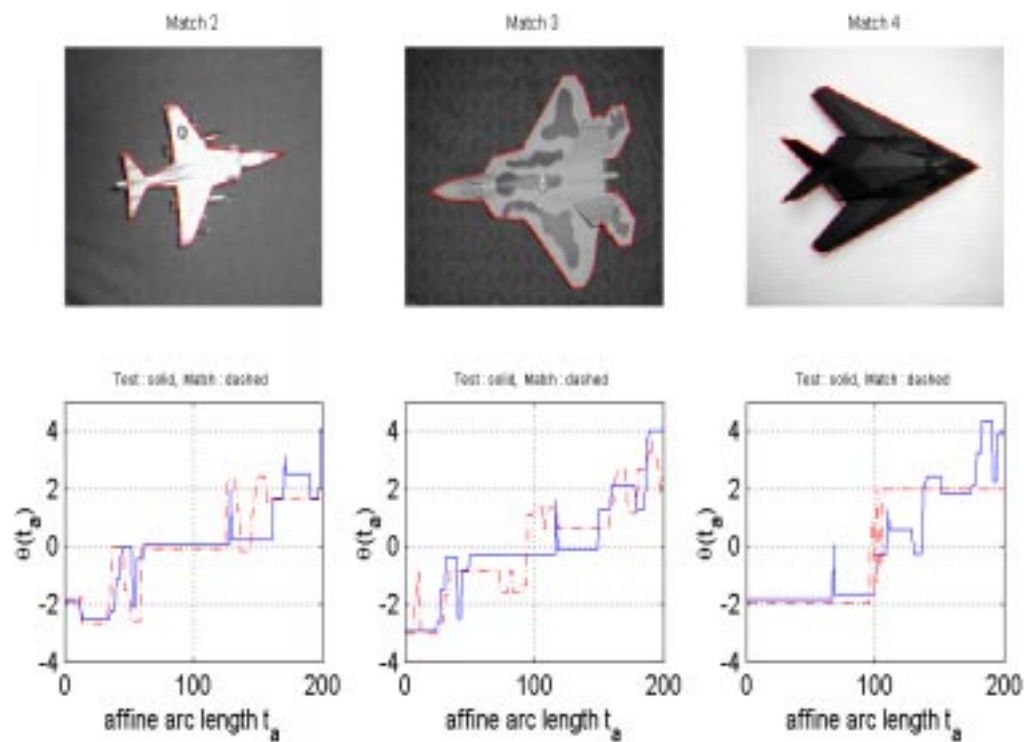 Match 2
Match 3
Match 4
Test : solid, Match : dashed
Test : solid, Match : dashed
Test : solid, Match : dashed
4
2
0
-2
-4
0
100
200
Θ(tₐ)
affine arc length tₐ
4
2
0
-2
-4
0
100
200
Θ(tₐ)
affine arc length tₐ
4
2
0
-2
-4
0
100
200
Θ(tₐ)
affine arc length tₐ